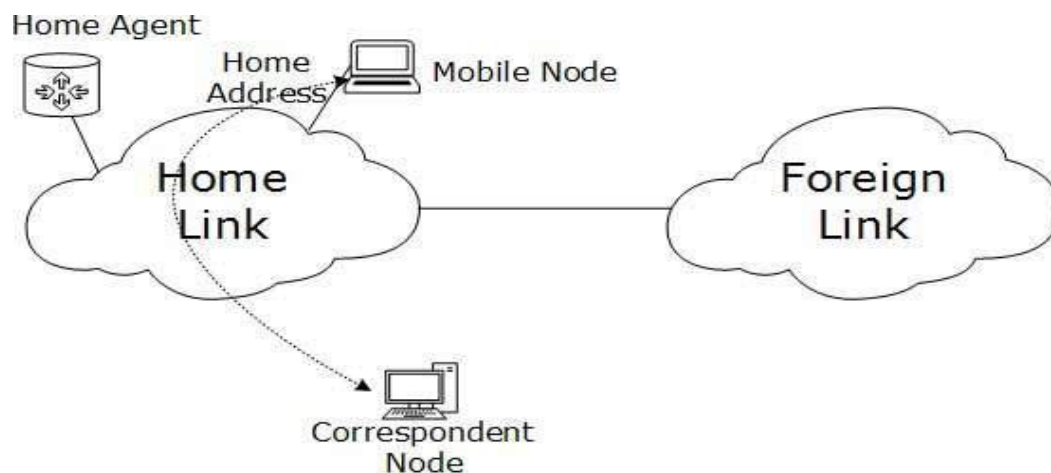 Home Agent
Home
Address
Mobile Node
Home
Link
Foreign
Link
Correspondent
Node